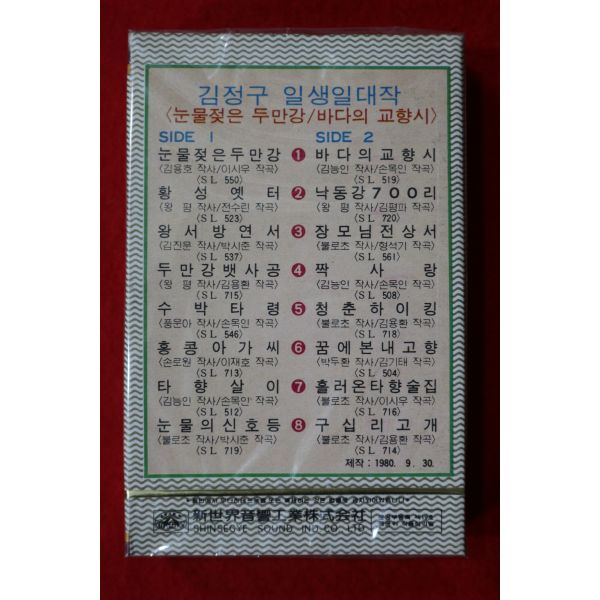 김정구 일생일대작
〈눈물젖은 두만강/바다의 교향시〉
SIDE 1
눈물젖은두만강
(김용호 작사/이시우 작곡)
〈SL 550〉
황성옛터
(왕 평 작사/전수린 작곡)
〈SL 523〉
왕서방연서
(김진문 작사/박시춘 작곡)
〈SL 537〉
두만강뱃사공
(왕 평 작사/김용환 작곡)
〈SL 715〉
수박타령
(풍문아 작사/손목인 작곡)
〈SL 546〉
홍콩아가씨
(손로원 작사/이재호 작곡)
〈SL 713〉
타향살이
(김능인 작사/손목인 작곡)
〈SL 512〉
눈물의신호등
(불로초 작사/박시춘 작곡)
〈SL 719〉
1
2
3
4
5
6
7
8
SIDE 2
바다의교향시
(김능인 작사/손목인 작곡)
〈SL 519〉
낙동강700리
(왕 평 작사/김평파 작곡)
〈SL 720〉
장모님전상서
(불로초 작사/형석기 작곡)
〈SL 561〉
짝사랑
(김능인 작사/손목인 작곡)
〈SL 508〉
청춘하이킹
(불로초 작사/김용환 작곡)
〈SL 718〉
꿈에본내고향
(박두환 작사/김기태 작곡)
〈SL 504〉
흘러온타향술집
(불로초 작사/이시우 작곡)
〈SL 716〉
구십리고개
(불로초 작사/김용환 작곡)
〈SL 714〉
제작 : 1980. 9. 30.
新世界音響工業株式会社
SHINSEGYE SOUND IND CO. LTD